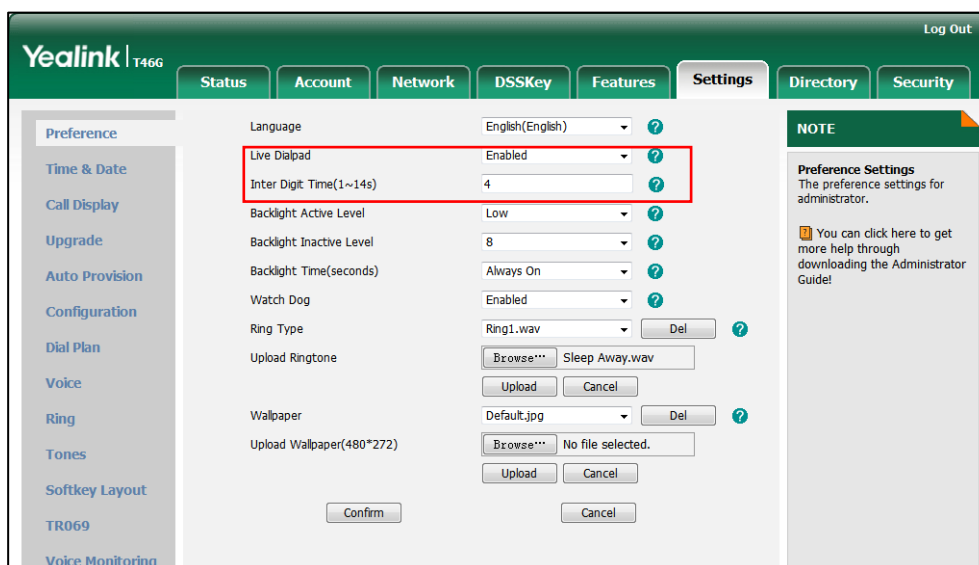 Log Out
Yealink T46G
Status Account Network DSSKey Features Settings Directory Security
Preference
Time & Date
Call Display
Upgrade
Auto Provision
Configuration
Dial Plan
Voice
Ring
Tones
Softkey Layout
TR069
Voice Monitoring
Language English(English) ?
Live Dialpad Enabled ?
Inter Digit Time(1~14s) 4 ?
Backlight Active Level Low ?
Backlight Inactive Level 8 ?
Backlight Time(seconds) Always On ?
Watch Dog Enabled ?
Ring Type Ring1.wav Del ?
Upload Ringtone Browse... Sleep Away.wav
Upload Cancel
Wallpaper Default.jpg Del ?
Upload Wallpaper(480*272) Browse... No file selected.
Upload Cancel
Confirm Cancel
NOTE
Preference Settings
The preference settings for
administrator.
? You can click here to get
more help through
downloading the Administrator
Guide!